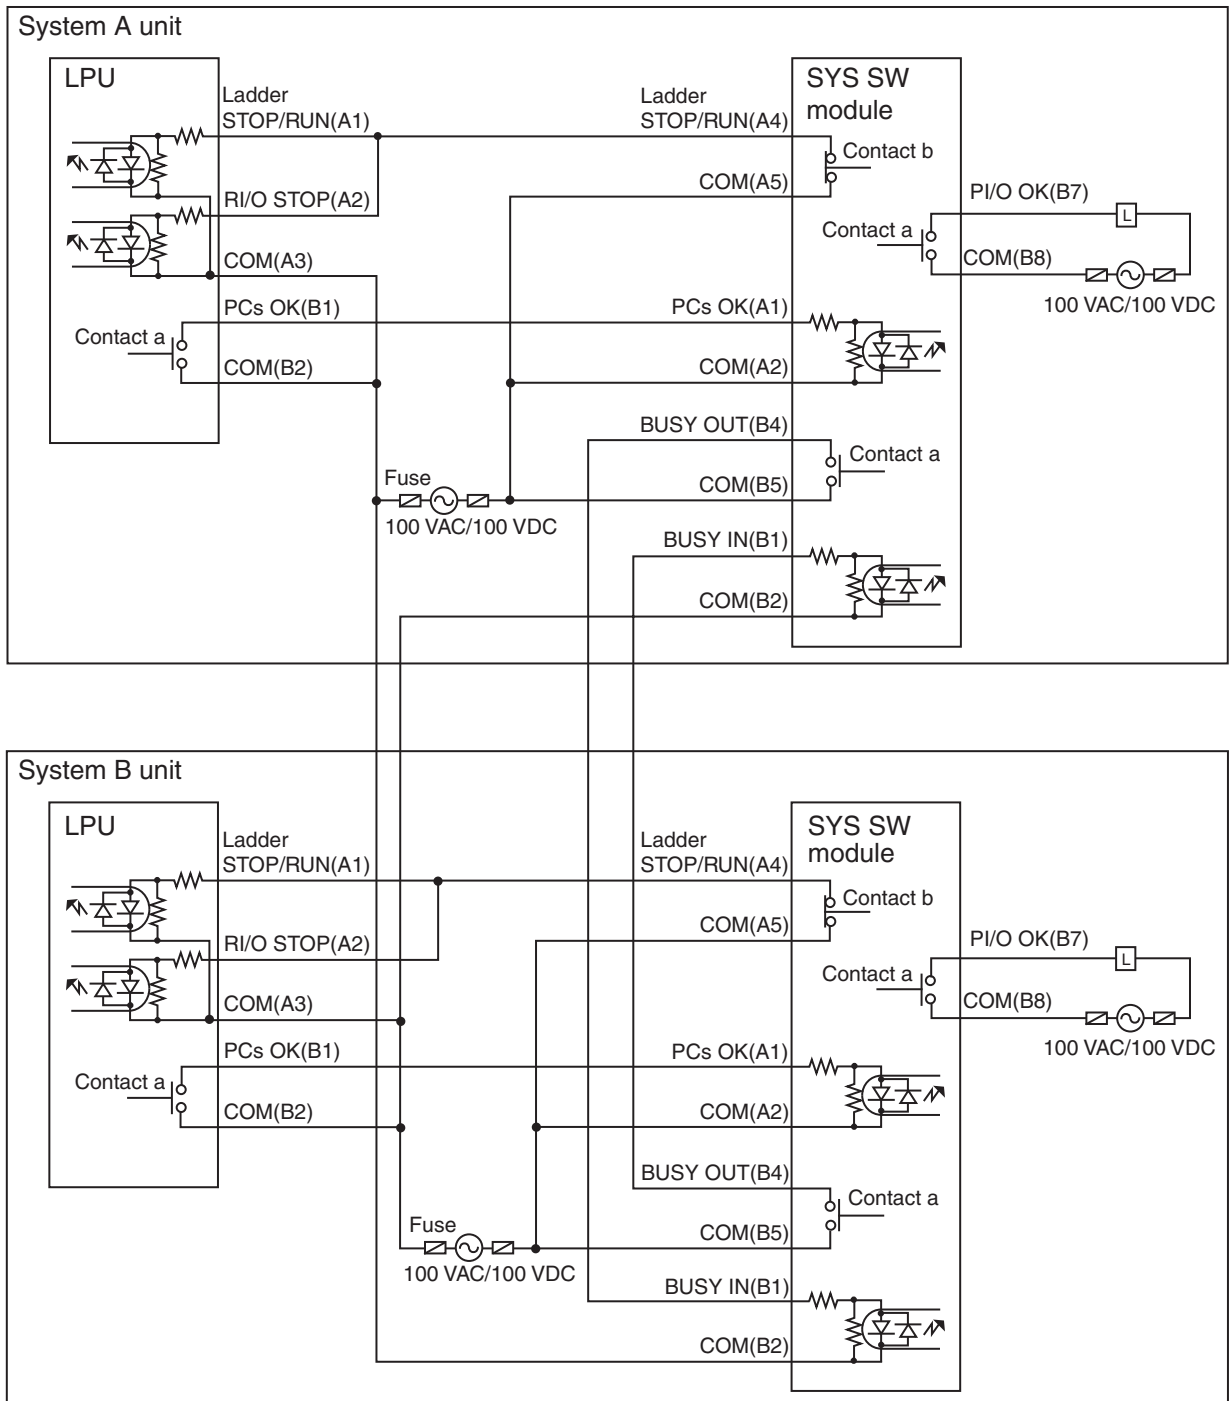 System A unit
LPU
SYS SW
module
Ladder
STOP/RUN(A1)
Ladder
STOP/RUN(A4)
Contact b
COM(A5)
RI/O STOP(A2)
PI/O OK(B7)
L
Contact a
COM(A3)
COM(B8)
100 VAC/100 VDC
PCs OK(B1)
PCs OK(A1)
Contact a
COM(B2)
COM(A2)
BUSY OUT(B4)
Contact a
Fuse
COM(B5)
100 VAC/100 VDC
BUSY IN(B1)
COM(B2)
System B unit
LPU
SYS SW
module
Ladder
STOP/RUN(A1)
Ladder
STOP/RUN(A4)
Contact b
COM(A5)
RI/O STOP(A2)
PI/O OK(B7)
L
Contact a
COM(A3)
COM(B8)
100 VAC/100 VDC
PCs OK(B1)
PCs OK(A1)
Contact a
COM(B2)
COM(A2)
BUSY OUT(B4)
Contact a
Fuse
COM(B5)
100 VAC/100 VDC
BUSY IN(B1)
COM(B2)